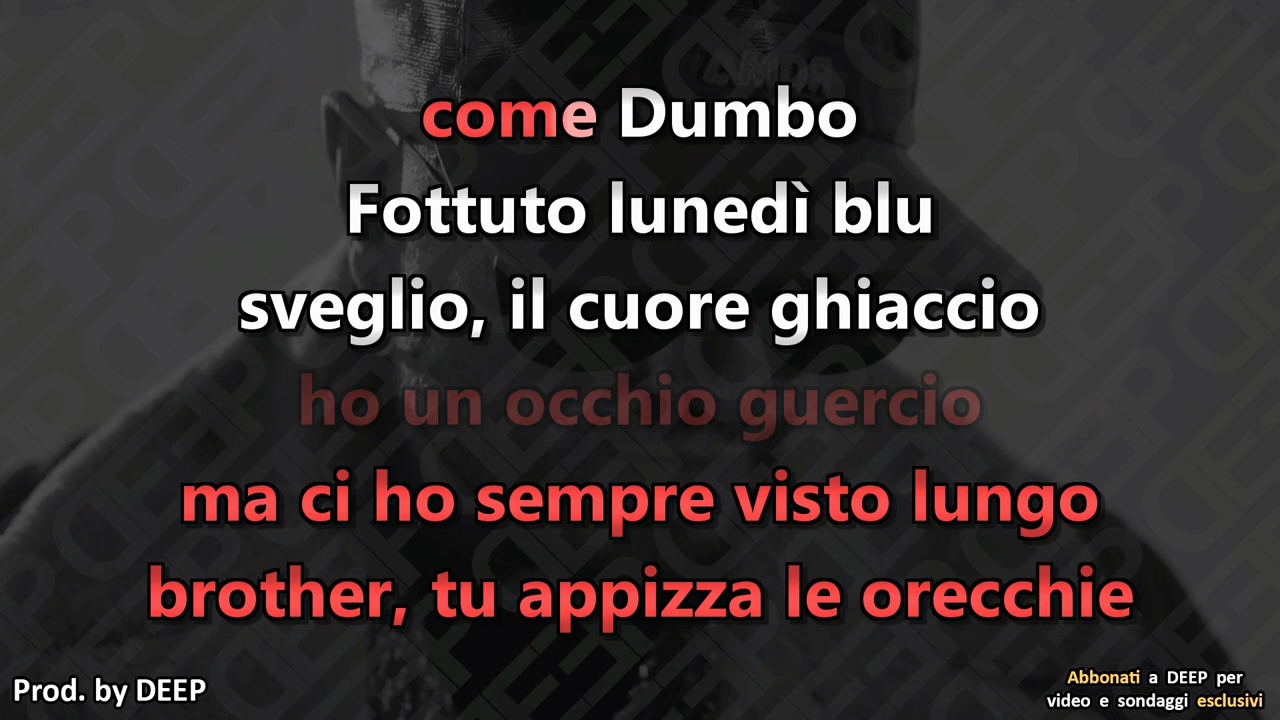 AMOR
come Dumbo
Fottuto lunedì blu
sveglio, il cuore ghiaccio
ho un occhio guercio
ma ci ho sempre visto lungo
brother, tu appizza le orecchie
Prod. by DEEP
Abbonati a DEEP per
video e sondaggi esclusivi